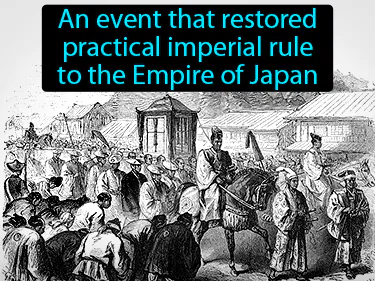 An event that restored
practical imperial rule
to the Empire of Japan